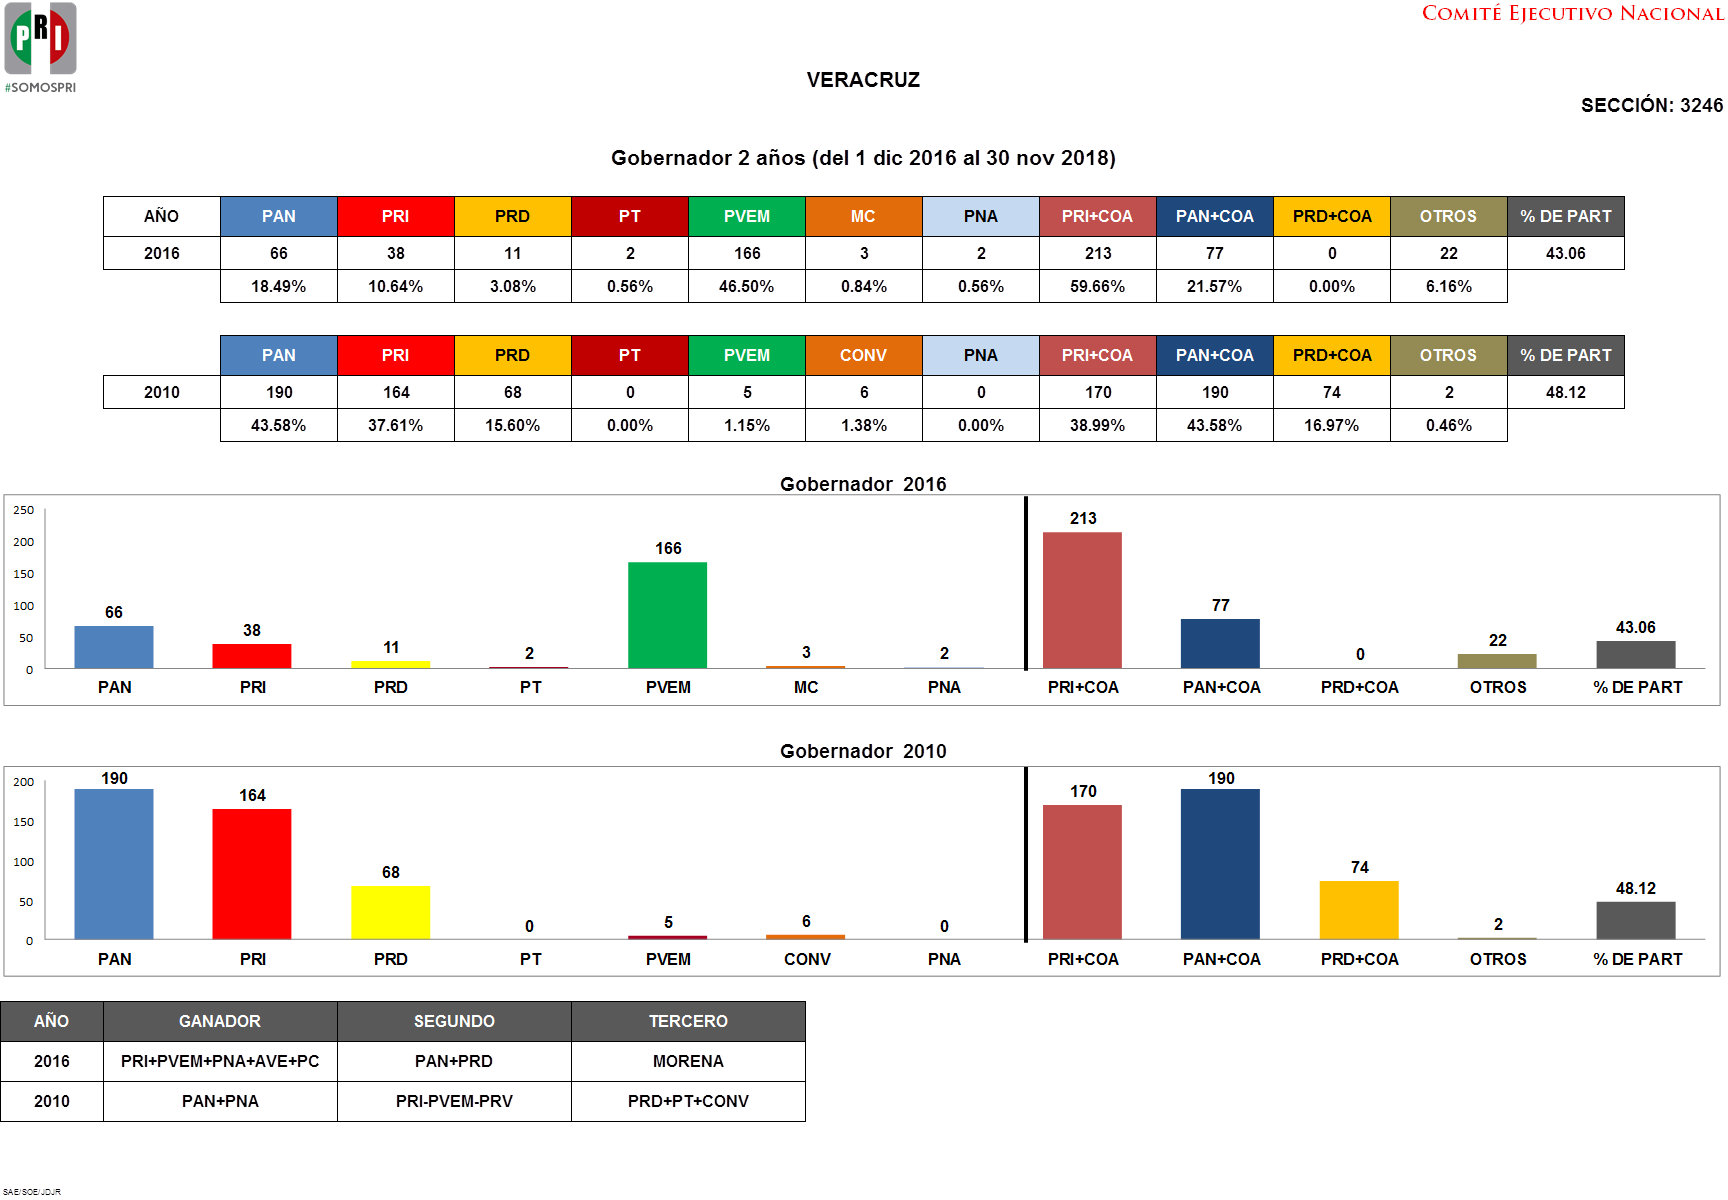 COMITÉ EJECUTIVO NACIONAL
PRI
#SOMOSPRI
VERACRUZ
SECCIÓN: 3246
Gobernador 2 años (del 1 dic 2016 al 30 nov 2018)
AÑO PAN PRI PRD PT PVEM MC PNA PRI+COA PAN+COA PRD+COA OTROS % DE PART
2016 66 38 11 2 166 3 2 213 77 0 22 43.06
18.49% 10.64% 3.08% 0.56% 46.50% 0.84% 0.56% 59.66% 21.57% 0.00% 6.16%
PAN PRI PRD PT PVEM CONV PNA PRI+COA PAN+COA PRD+COA OTROS % DE PART
2010 190 164 68 0 5 6 0 170 190 74 2 48.12
43.58% 37.61% 15.60% 0.00% 1.15% 1.38% 0.00% 38.99% 43.58% 16.97% 0.46%
Gobernador 2016
250
200
150
100
50
0
66 38 11 2 166 3 2 213 77 0 22 43.06
PAN PRI PRD PT PVEM MC PNA PRI+COA PAN+COA PRD+COA OTROS % DE PART
Gobernador 2010
200
150
100
50
0
190 164 68 0 5 6 0 170 190 74 2 48.12
PAN PRI PRD PT PVEM CONV PNA PRI+COA PAN+COA PRD+COA OTROS % DE PART
AÑO GANADOR SEGUNDO TERCERO
2016 PRI+PVEM+PNA+AVE+PC PAN+PRD MORENA
2010 PAN+PNA PRI-PVEM-PRV PRD+PT+CONV
SAE/SOE/JDJR